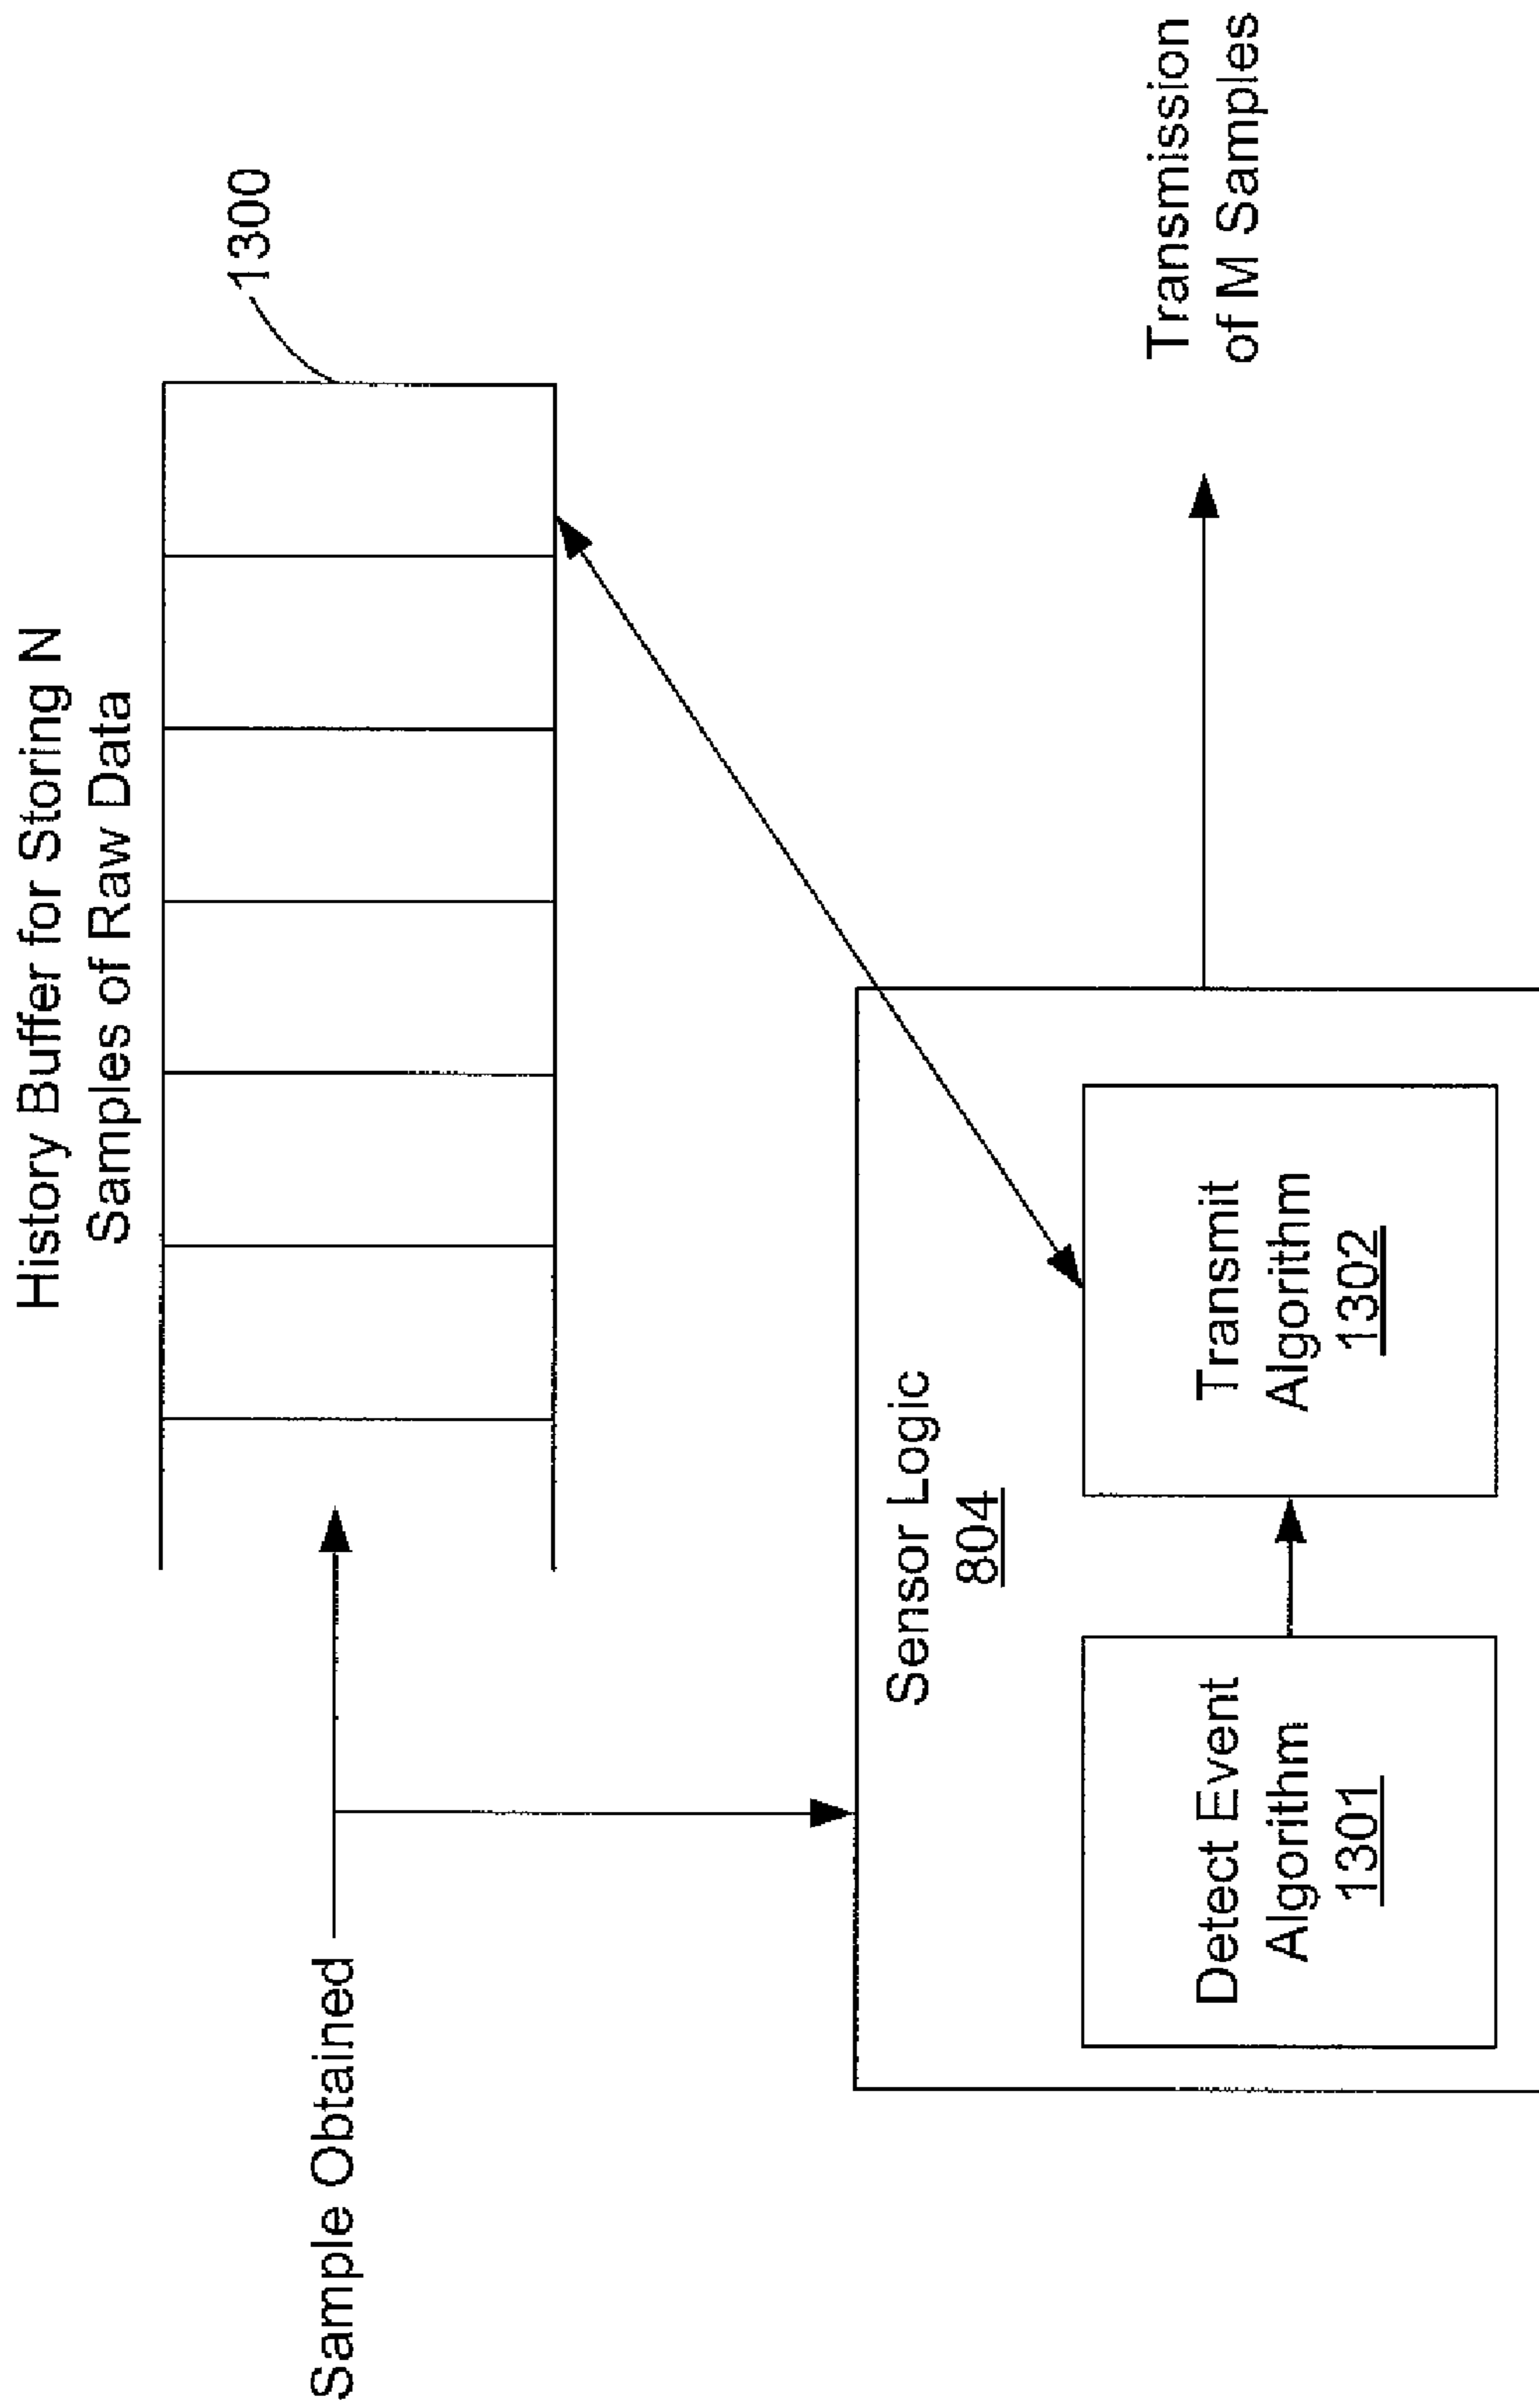 History Buffer for Storing N
Samples of Raw Data
1300
Sample Obtained
Sensor Logic
804
Detect Event
Algorithm
1301
Transmit
Algorithm
1302
Transmission
of M Samples